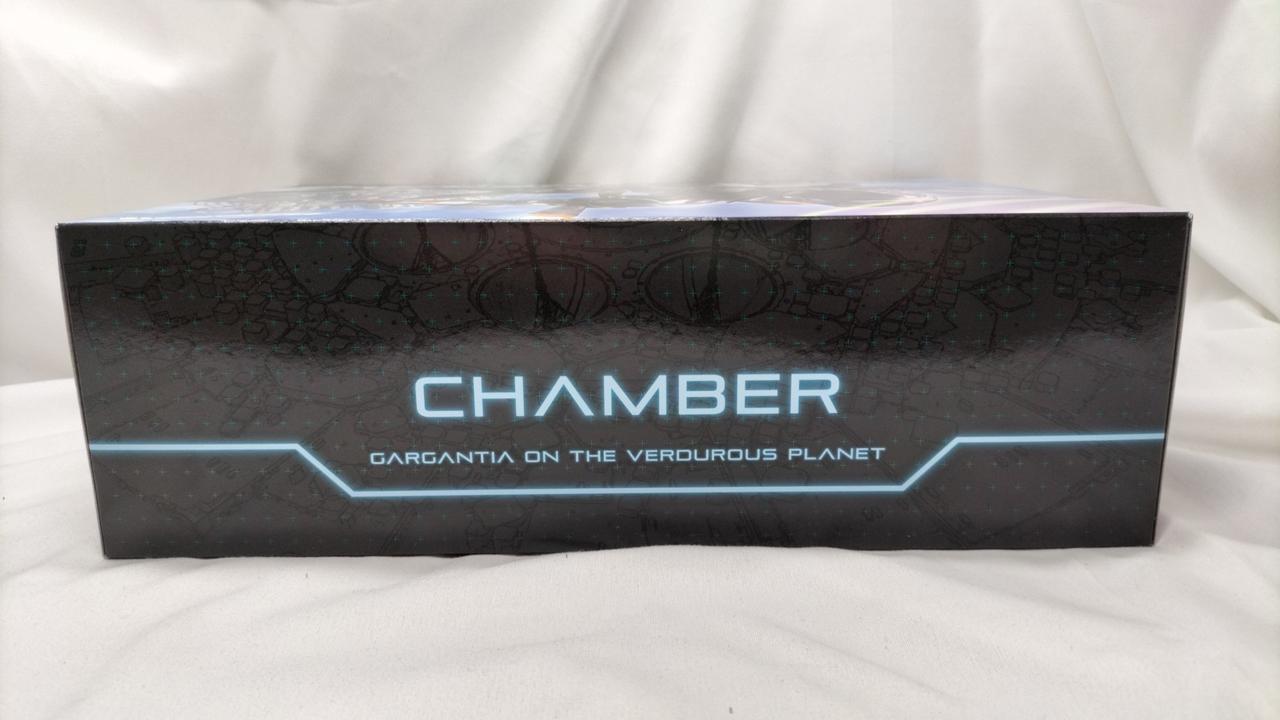 CHAMBER
GARGANTIA ON THE VERDUROUS PLANET